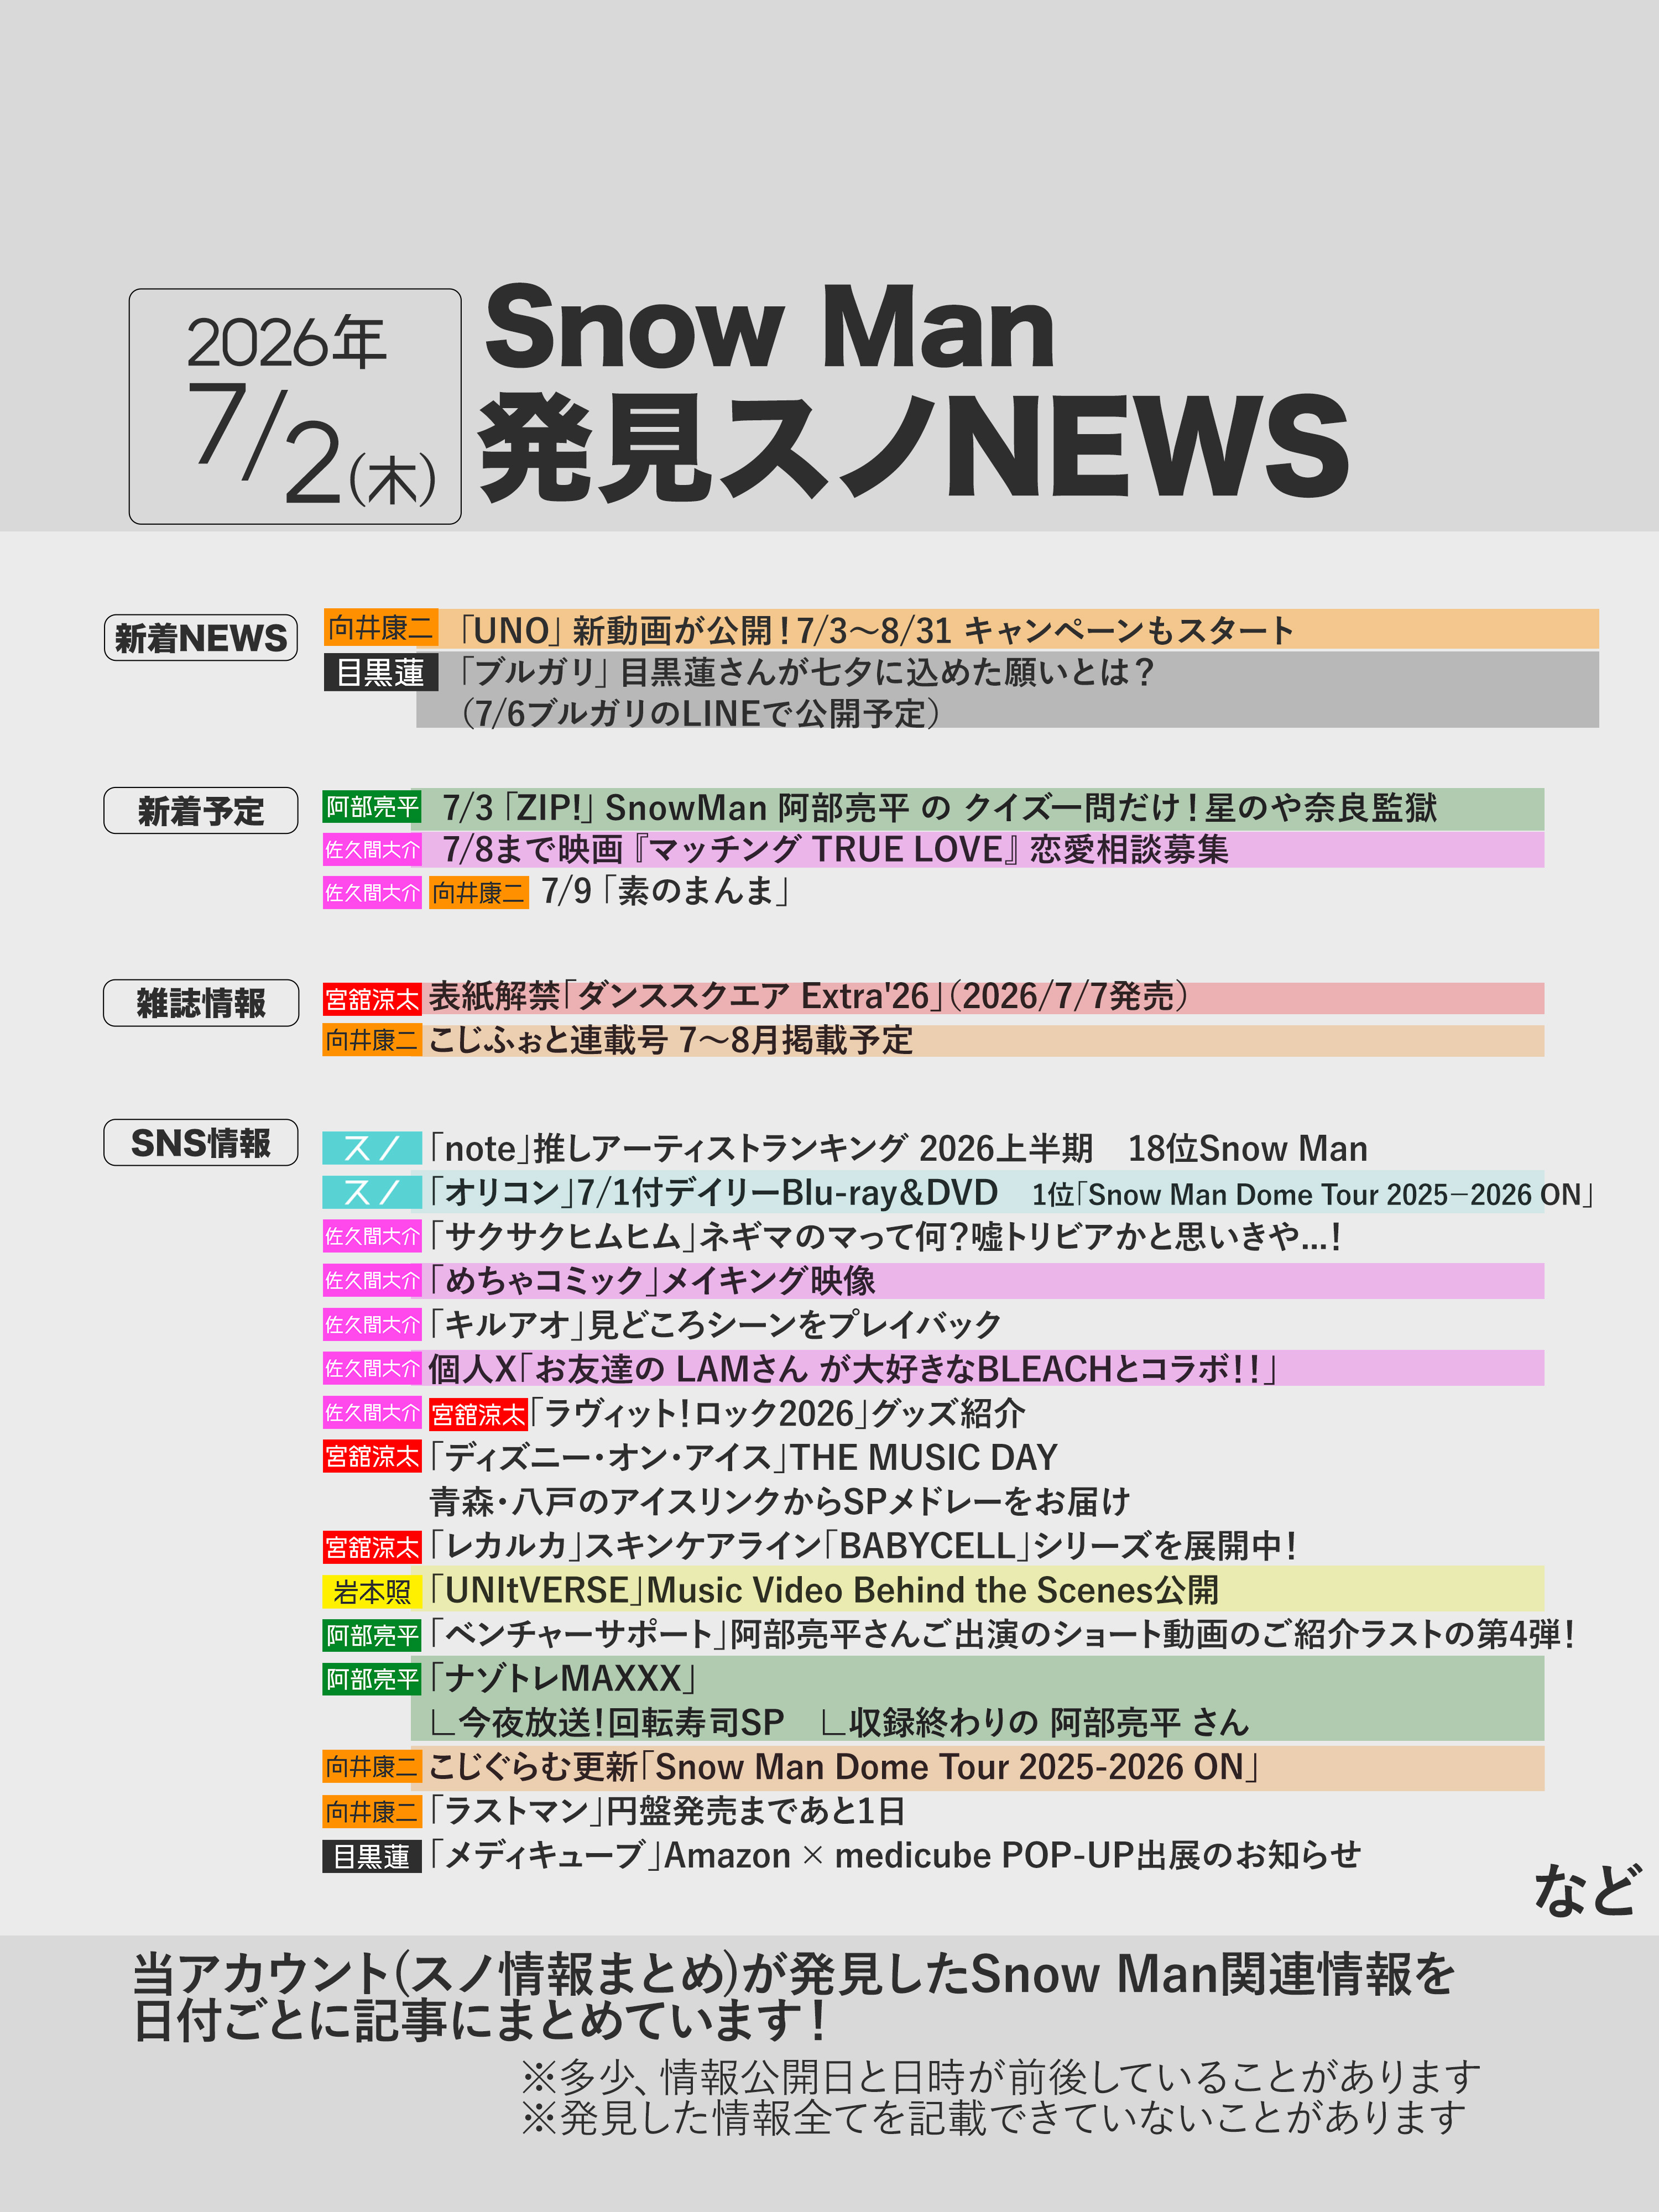 2026年
7/2(木)
Snow Man
発見スノNEWS
新着NEWS
向井康二 「UNO」新動画が公開！7/3〜8/31 キャンペーンもスタート
目黒蓮 「ブルガリ」目黒蓮さんが七夕に込めた願いとは？
（7/6ブルガリのLINEで公開予定）
新着予定
阿部亮平 7/3「ZIP!」SnowMan 阿部亮平 の クイズ一問だけ！星のや奈良監獄
佐久間大介 7/8まで映画『マッチング TRUE LOVE』恋愛相談募集
佐久間大介 向井康二 7/9「素のまんま」
雑誌情報
宮舘涼太 表紙解禁「ダンススクエア Extra'26」（2026/7/7発売）
向井康二 こじふぉと連載号 7〜8月掲載予定
SNS情報
スノ 「note」推しアーティストランキング 2026上半期　18位Snow Man
スノ 「オリコン」7/1付デイリーBlu-ray&DVD　1位「Snow Man Dome Tour 2025−2026 ON」
佐久間大介 「サクサクヒムヒム」ネギマのマって何？嘘トリビアかと思いきや...！
佐久間大介 「めちゃコミック」メイキング映像
佐久間大介 「キルアオ」見どころシーンをプレイバック
佐久間大介 個人X「お友達の LAMさん が大好きなBLEACHとコラボ！！」
佐久間大介 宮舘涼太 「ラヴィット！ロック2026」グッズ紹介
宮舘涼太 「ディズニー・オン・アイス」THE MUSIC DAY
青森・八戸のアイスリンクからSPメドレーをお届け
宮舘涼太 「レカルカ」スキンケアライン「BABYCELL」シリーズを展開中！
岩本照 「UNItVERSE」Music Video Behind the Scenes公開
阿部亮平 「ベンチャーサポート」阿部亮平さんご出演のショート動画のご紹介ラストの第4弾！
阿部亮平 「ナゾトレMAXXX」
∟今夜放送！回転寿司SP　∟収録終わりの 阿部亮平 さん
向井康二 こじぐらむ更新「Snow Man Dome Tour 2025-2026 ON」
向井康二 「ラストマン」円盤発売まであと1日
目黒蓮 「メディキューブ」Amazon × medicube POP-UP出展のお知らせ
など
当アカウント(スノ情報まとめ)が発見したSnow Man関連情報を
日付ごとに記事にまとめています！
※多少、情報公開日と日時が前後していることがあります
※発見した情報全てを記載できていないことがあります